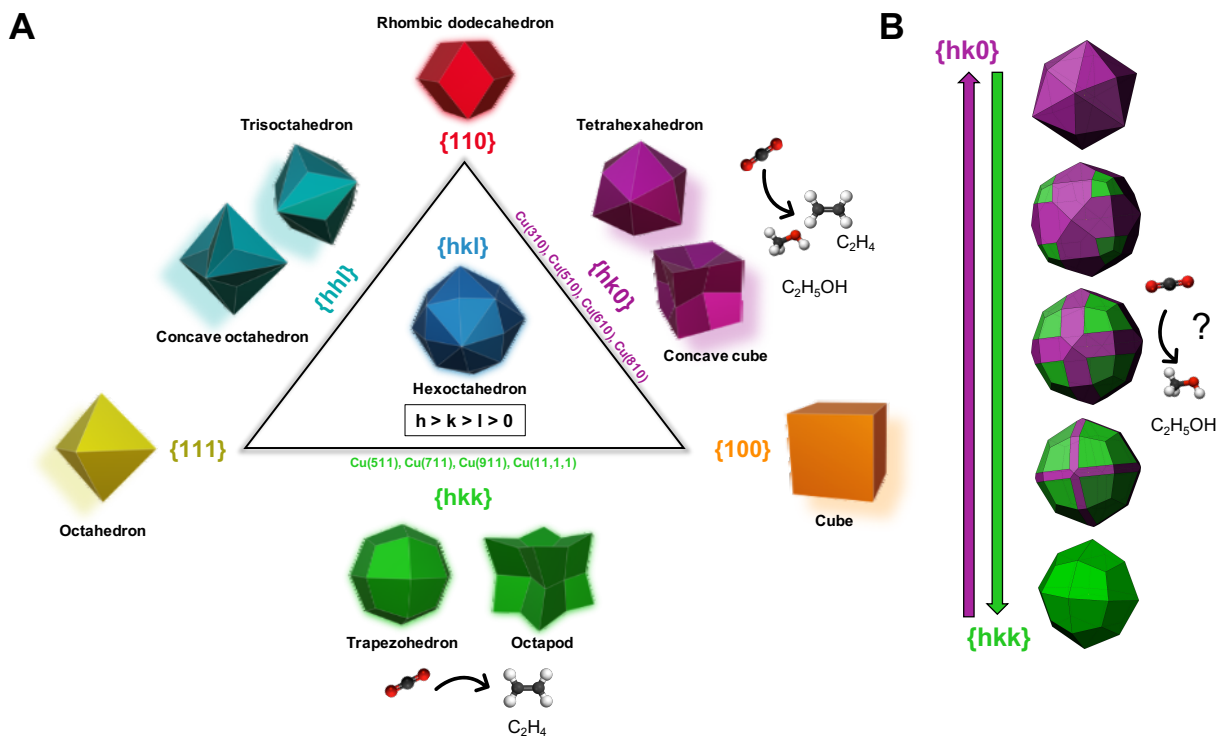 A
Rhombic dodecahedron
{110}
Trisoctahedron
Tetrahexahedron
C₂H₄
C₂H₅OH
{hkl}
{hhl}
{hk0}
Cu(310), Cu(510), Cu(610), Cu(810)
Concave octahedron
Concave cube
Hexoctahedron
h > k > l > 0
{111}
{100}
Cu(511), Cu(711), Cu(911), Cu(11,1,1)
{hkk}
Octahedron
Cube
Trapezohedron
Octapod
C₂H₄
B
{hk0}
?
C₂H₅OH
{hkk}